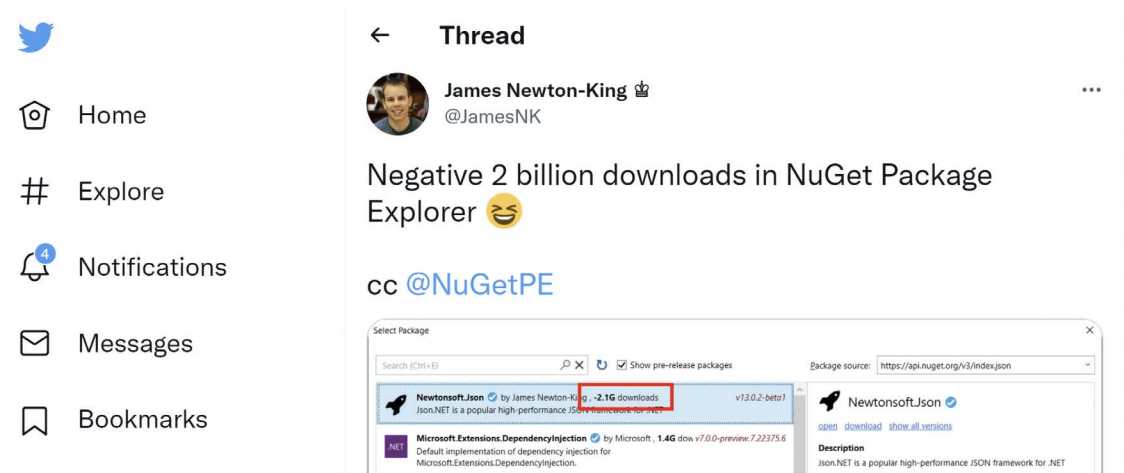 Thread
James Newton-King
@JamesNK
Home
Explore
4
Notifications
Messages
Bookmarks
Negative 2 billion downloads in NuGet Package
Explorer 😆
cc @NuGetPE
Select Package
Search (Ctrl+E)
Show pre-release packages
Package source: https://api.nuget.org/v3/index.json
Newtonsoft.Json by James Newton-King, -2.1G downloads v13.0.2-beta1
Json.NET is a popular high-performance JSON framework for .NET
.NET
Microsoft.Extensions.DependencyInjection by Microsoft, 1.4G dow v7.0.0-preview.7.22375.6
Default implementation of dependency injection for
Microsoft.Extensions.DependencyInjection.
Newtonsoft.Json
open download show all versions
Description
Json.NET is a popular high-performance JSON framework for .NET